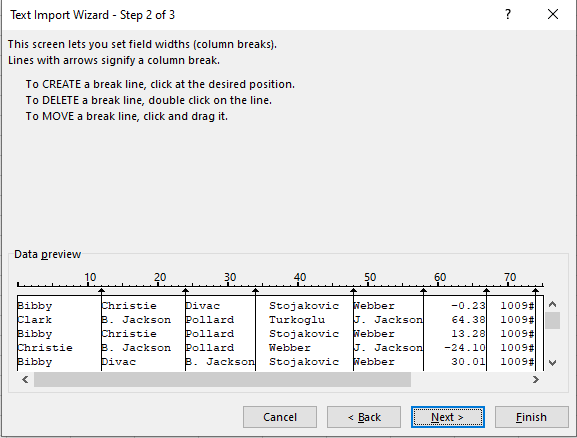 Text Import Wizard - Step 2 of 3 ? ×
This screen lets you set field widths (column breaks).
Lines with arrows signify a column break.
To CREATE a break line, click at the desired position.
To DELETE a break line, double click on the line.
To MOVE a break line, click and drag it.
Data preview
10 20 30 40 50 60 70
Bibby Christie Divac Stojakovic Webber -0.23 1009#
Clark B. Jackson Pollard Turkoglu J. Jackson 64.38 1009#
Bibby Christie Pollard Stojakovic Webber 13.28 1009#
Christie B. Jackson Pollard Webber J. Jackson -24.10 1009#
Bibby Divac B. Jackson Stojakovic Webber 30.01 1009#
Cancel < Back Next > Finish